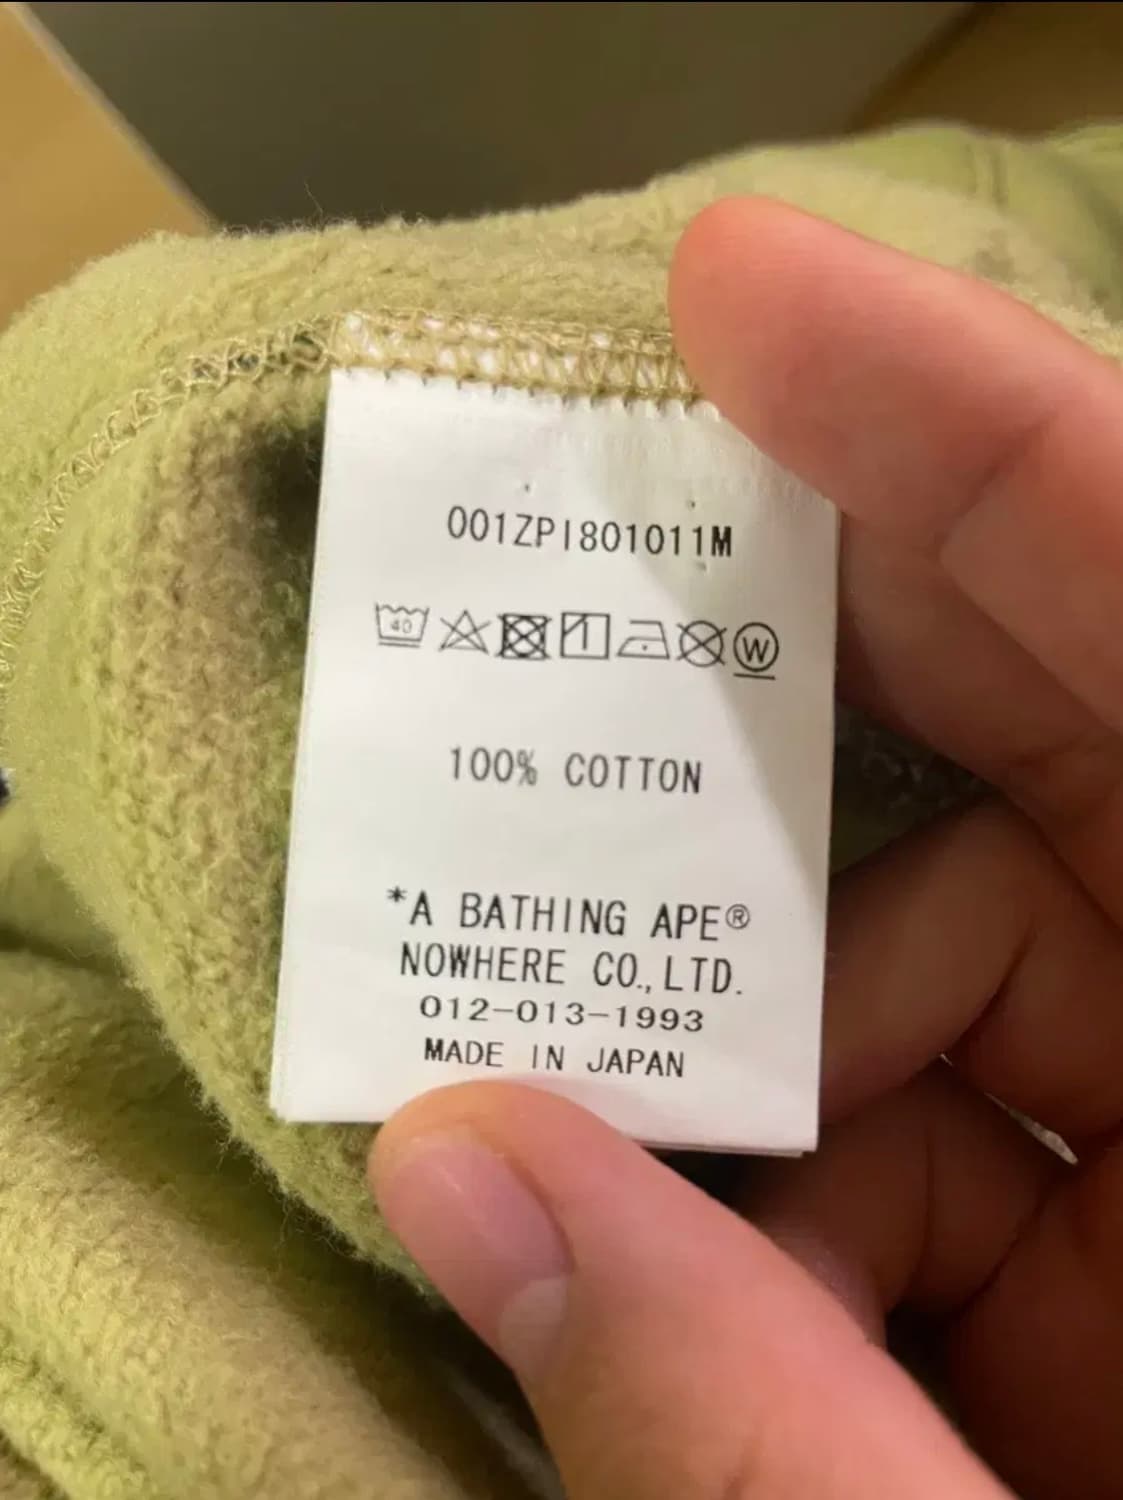 001ZPI801011M
40 W
100% COTTON
*A BATHING APE®
NOWHERE CO., LTD.
012-013-1993
MADE IN JAPAN